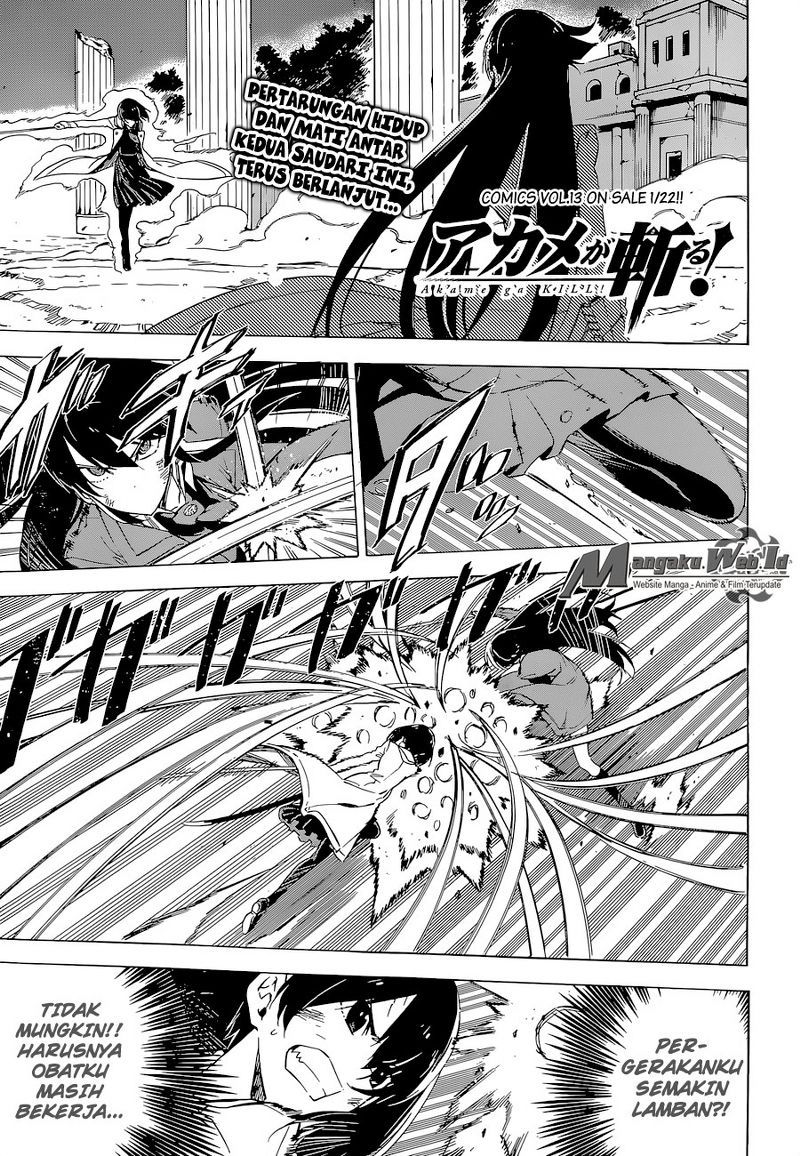 PERTARUNGAN HIDUP
DAN MATI ANTAR
KEDUA SAUDARI INI,
TERUS BERLANJUT...
COMICS VOL.13 ON SALE 1/22!!
アカメが斬る!
Akame ga KILL!
Mangaku.Web.Id
Website Manga - Anime & Film Terupdate
PER-
GERAKANKU
SEMAKIN
LAMBAN?!
TIDAK
MUNGKIN!!
HARUSNYA
OBATKU
MASIH
BEKERJA...